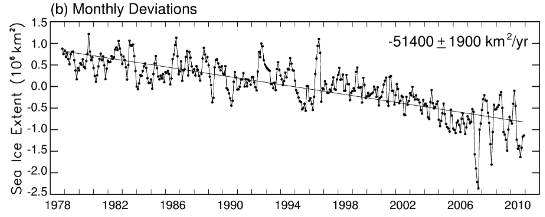 (b) Monthly Deviations
-51400 ± 1900 km²/yr
Sea Ice Extent (10⁶ km²)
1.5
1.0
0.5
0.0
-0.5
-1.0
-1.5
-2.0
-2.5
1978 1982 1986 1990 1994 1998 2002 2006 2010